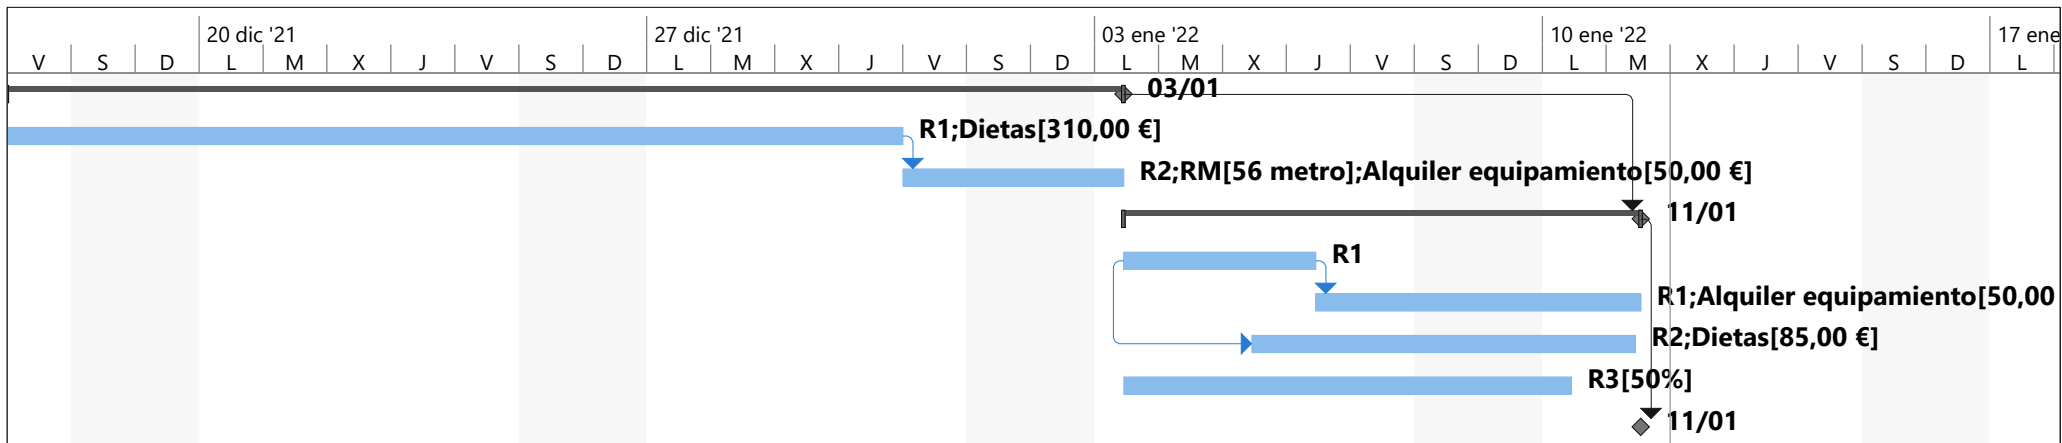 20 dic '21 27 dic '21 03 ene '22 10 ene '22 17 ene
V S D L M X J V S D L M X J V S D L M X J V S D L M X J V S D L
03/01
R1;Dietas[310,00 €]
R2;RM[56 metro];Alquiler equipamiento[50,00 €]
11/01
R1
R1;Alquiler equipamiento[50,00
R2;Dietas[85,00 €]
R3[50%]
11/01